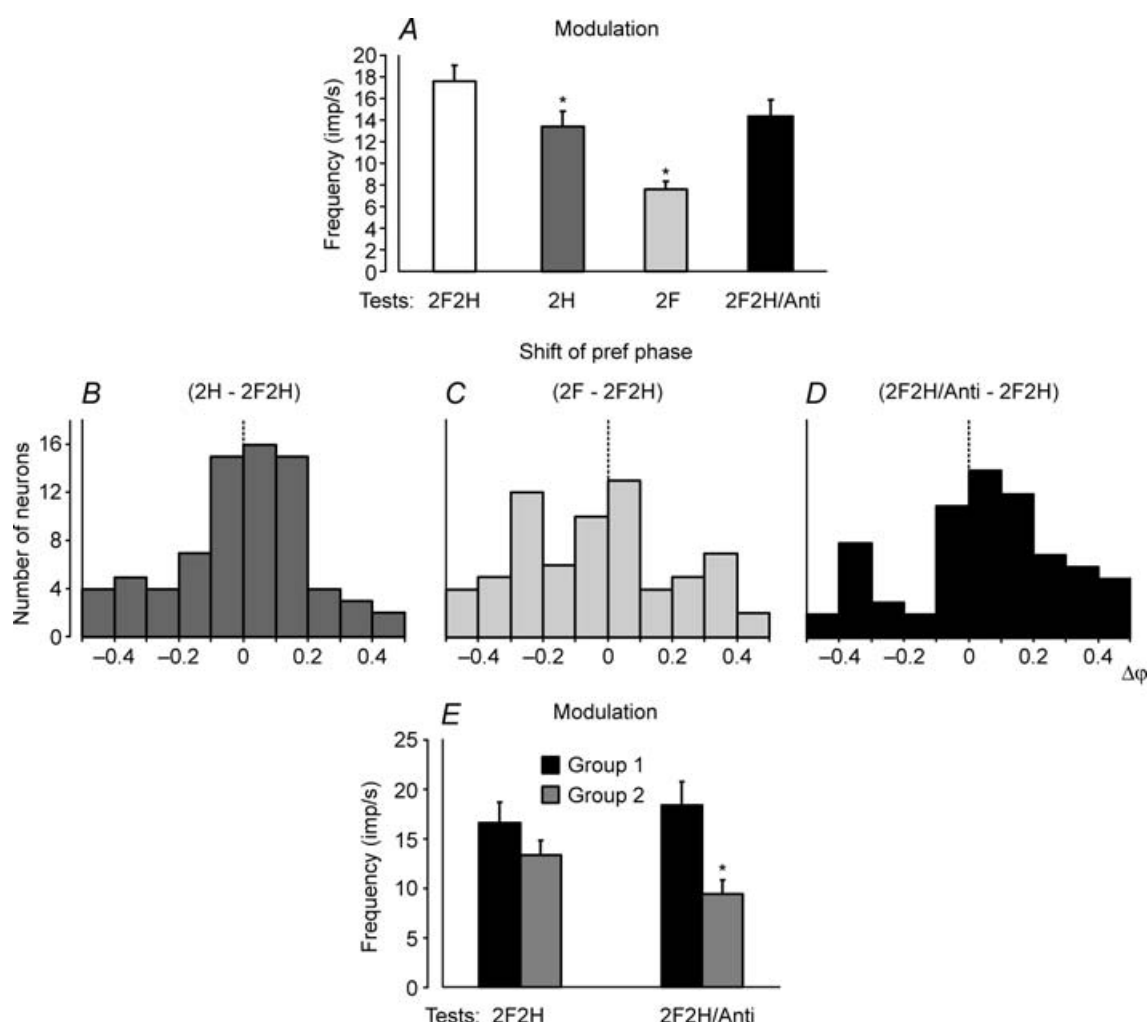 A Modulation
Frequency (imp/s)
20
18
16
14
12
10
8
6
4
2
0
* *
Tests: 2F2H 2H 2F 2F2H/Anti
Shift of pref phase
B (2H - 2F2H)
C (2F - 2F2H)
D (2F2H/Anti - 2F2H)
Number of neurons
16
12
8
4
0
–0.4 –0.2 0 0.2 0.4
–0.4 –0.2 0 0.2 0.4
–0.4 –0.2 0 0.2 0.4
Δφ
E Modulation
Frequency (imp/s)
25
20
15
10
5
0
Group 1
Group 2
*
Tests: 2F2H 2F2H/Anti